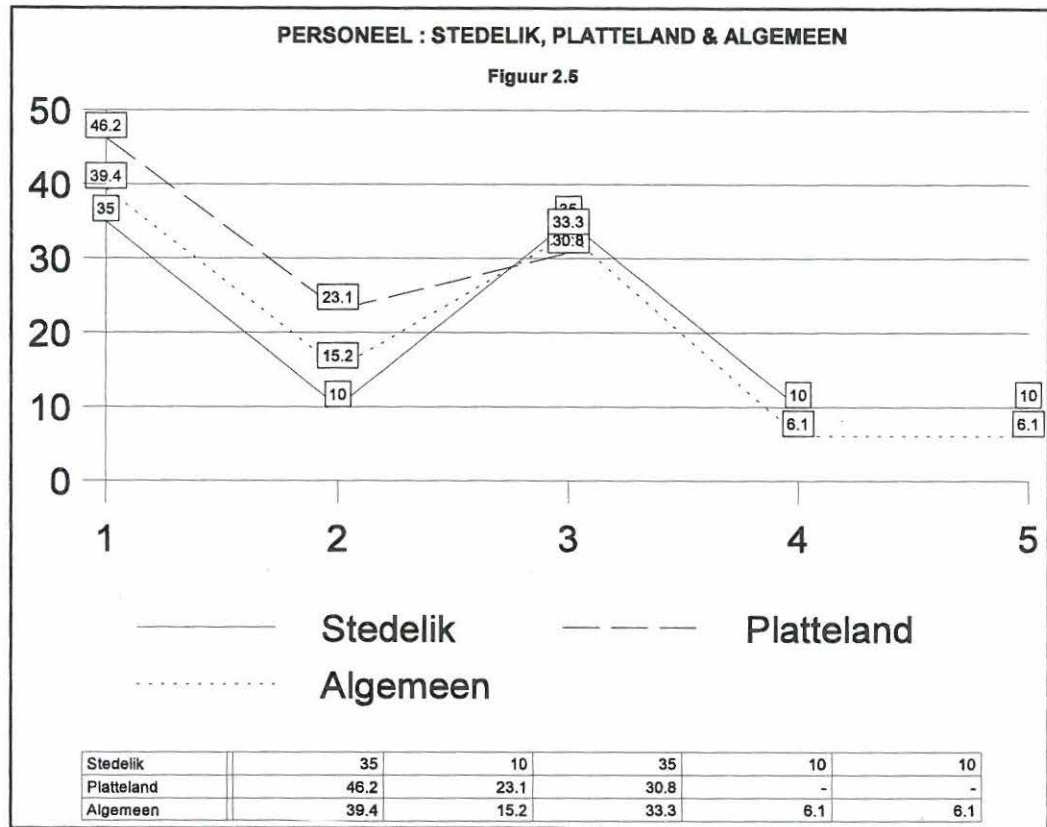 PERSONEEL : STEDELIK, PLATTELAND & ALGEMEEN
Figuur 2.5
50
40
30
20
10
0
46.2
39.4
35
23.1
15.2
10
35
33.3
30.8
10
6.1
10
6.1
1 2 3 4 5
Stedelik Platteland
Algemeen
Stedelik 35 10 35 10 10
Platteland 46.2 23.1 30.8 - -
Algemeen 39.4 15.2 33.3 6.1 6.1